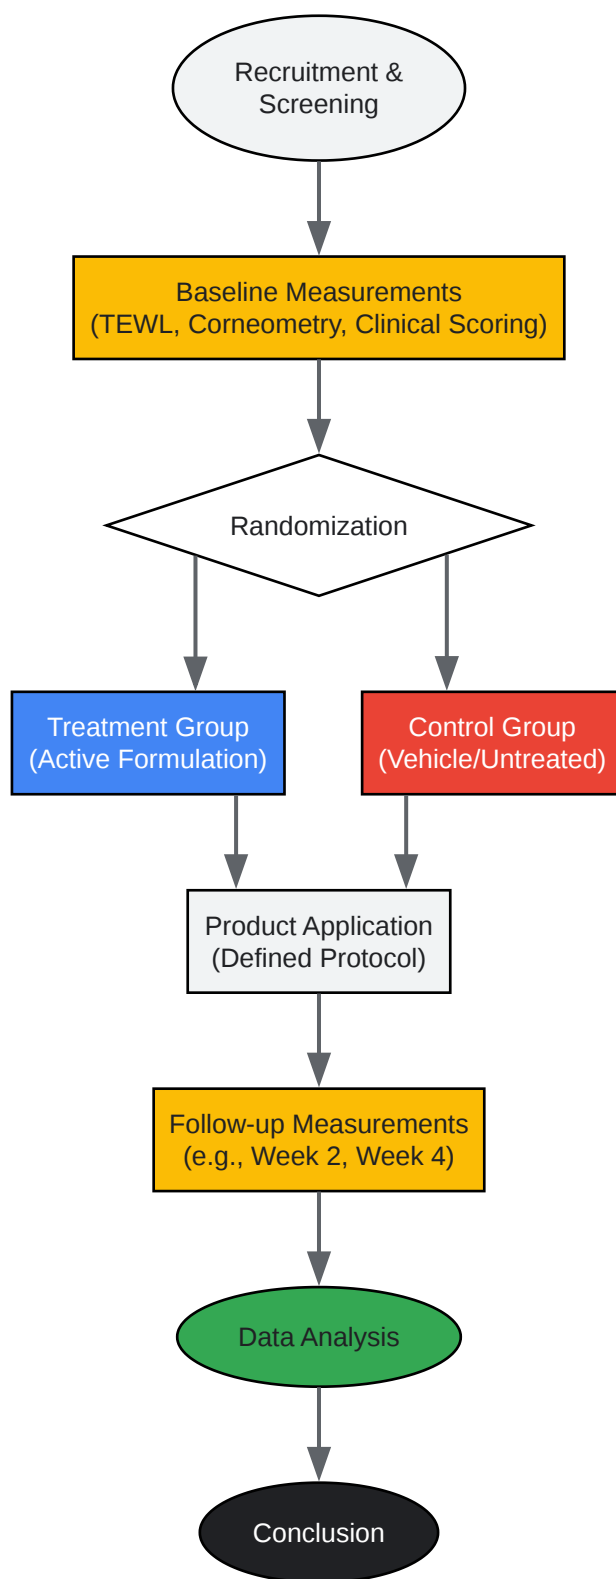 Recruitment &
Screening
Baseline Measurements
(TEWL, Corneometry, Clinical Scoring)
Randomization
Treatment Group
(Active Formulation)
Control Group
(Vehicle/Untreated)
Product Application
(Defined Protocol)
Follow-up Measurements
(e.g., Week 2, Week 4)
Data Analysis
Conclusion